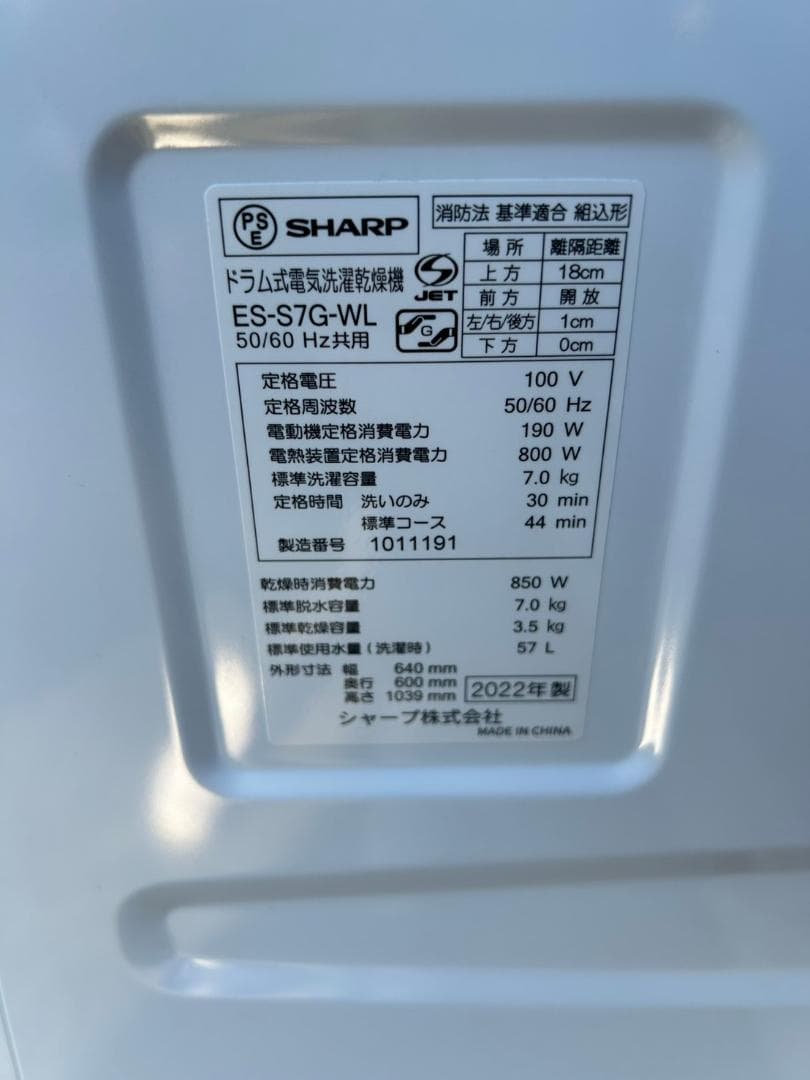 PSE SHARP
消防法 基準適合 組込形
場所 離隔距離
上方 18cm
前方 開放
左/右/後方 1cm
下方 0cm
ドラム式電気洗濯乾燥機
S JET
ES-S7G-WL
G
50/60 Hz共用
定格電圧 100 V
定格周波数 50/60 Hz
電動機定格消費電力 190 W
電熱装置定格消費電力 800 W
標準洗濯容量 7.0 kg
定格時間 洗いのみ 30 min
標準コース 44 min
製造番号 1011191
乾燥時消費電力 850 W
標準脱水容量 7.0 kg
標準乾燥容量 3.5 kg
標準使用水量(洗濯時) 57 L
外形寸法 幅 640 mm
奥行 600 mm
高さ 1039 mm
2022年製
シャープ株式会社
MADE IN CHINA